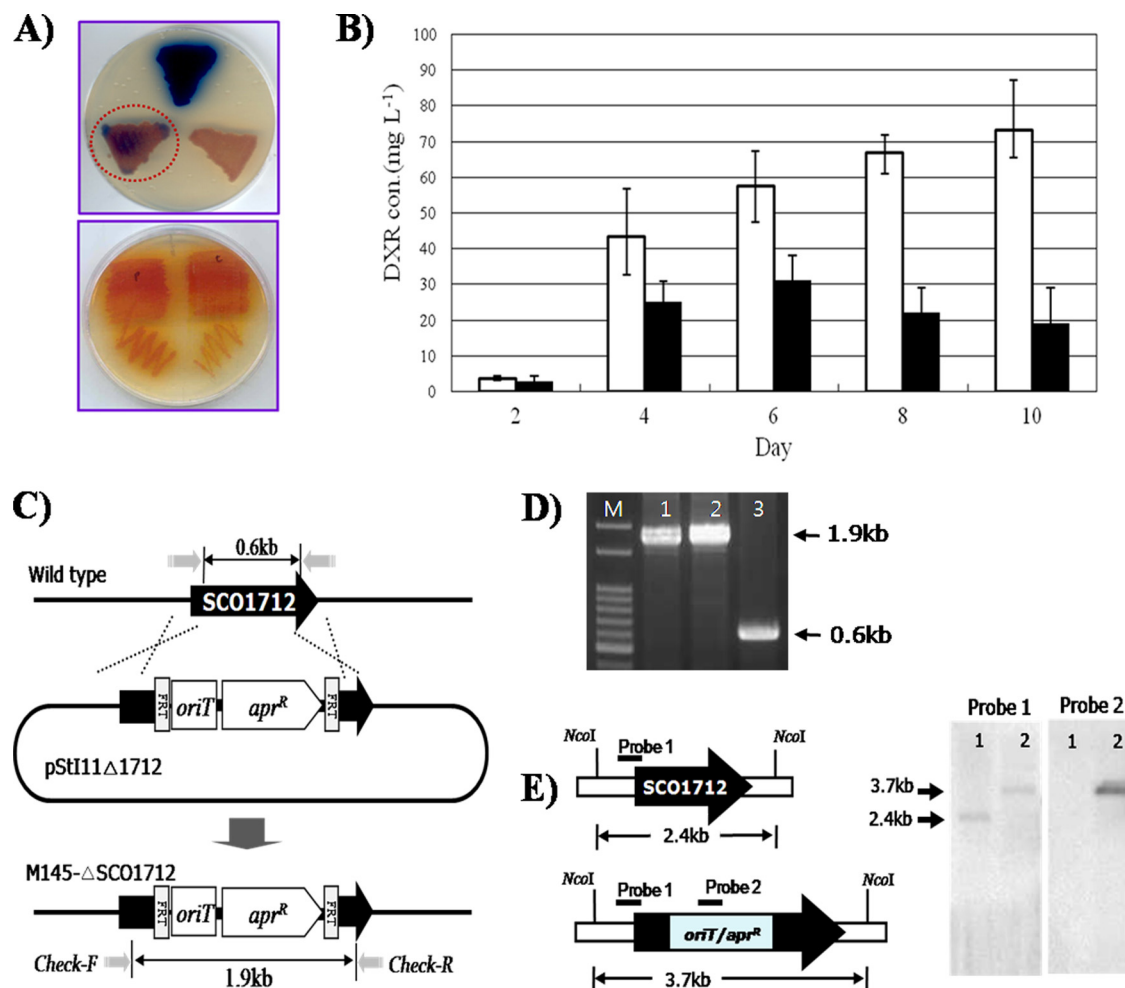 A)
B)
DXR con.(mg L-1)
100
90
80
70
60
50
40
30
20
10
0
2 4 6 8 10
Day
C)
Wild type
0.6kb
SCO1712
FRT oriT aprR FRT
pStI11△1712
M145-△SCO1712
FRT oriT aprR FRT
Check-F
1.9kb
Check-R
D)
M 1 2 3
1.9kb
0.6kb
E)
NcoI Probe 1 NcoI
SCO1712
2.4kb
NcoI Probe 1 Probe 2 NcoI
oriT/aprR
3.7kb
Probe 1 Probe 2
1 2 1 2
3.7kb
2.4kb